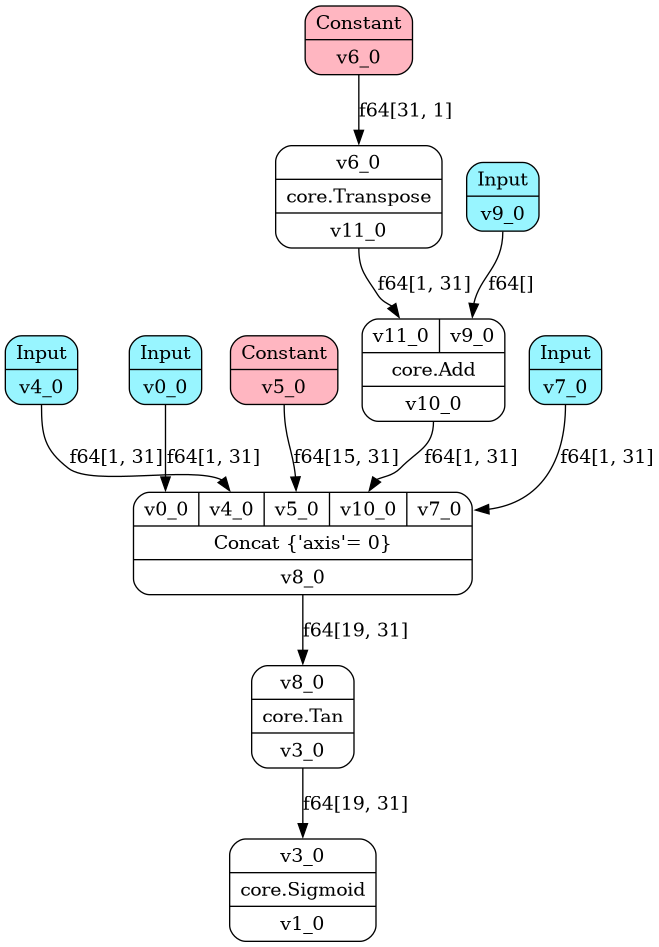 Constant
v6_0
f64[31, 1]
v6_0
core.Transpose
v11_0
Input
v9_0
f64[1, 31]
f64[]
Input
v4_0
Input
v0_0
Constant
v5_0
v11_0 v9_0
core.Add
v10_0
Input
v7_0
f64[1, 31]
f64[1, 31]
f64[15, 31]
f64[1, 31]
f64[1, 31]
v0_0 v4_0 v5_0 v10_0 v7_0
Concat {'axis'= 0}
v8_0
f64[19, 31]
v8_0
core.Tan
v3_0
f64[19, 31]
v3_0
core.Sigmoid
v1_0